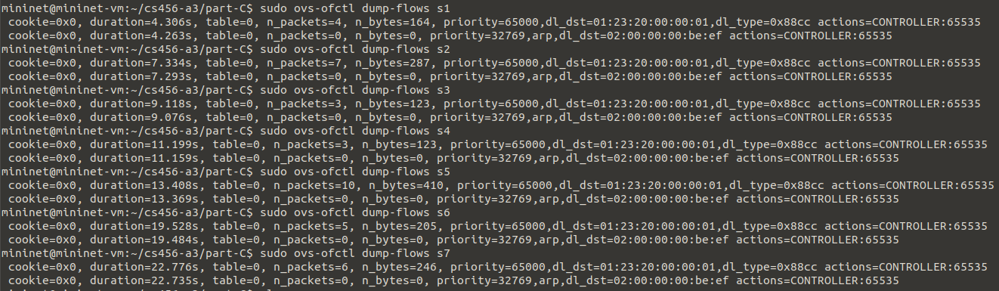 mininet@mininet-vm:~/cs456-a3/part-C$ sudo ovs-ofctl dump-flows s1
 cookie=0x0, duration=4.306s, table=0, n_packets=4, n_bytes=164, priority=65000,dl_dst=01:23:20:00:00:01,dl_type=0x88cc actions=CONTROLLER:65535
 cookie=0x0, duration=4.263s, table=0, n_packets=0, n_bytes=0, priority=32769,arp,dl_dst=02:00:00:00:be:ef actions=CONTROLLER:65535
mininet@mininet-vm:~/cs456-a3/part-C$ sudo ovs-ofctl dump-flows s2
 cookie=0x0, duration=7.334s, table=0, n_packets=7, n_bytes=287, priority=65000,dl_dst=01:23:20:00:00:01,dl_type=0x88cc actions=CONTROLLER:65535
 cookie=0x0, duration=7.293s, table=0, n_packets=0, n_bytes=0, priority=32769,arp,dl_dst=02:00:00:00:be:ef actions=CONTROLLER:65535
mininet@mininet-vm:~/cs456-a3/part-C$ sudo ovs-ofctl dump-flows s3
 cookie=0x0, duration=9.118s, table=0, n_packets=3, n_bytes=123, priority=65000,dl_dst=01:23:20:00:00:01,dl_type=0x88cc actions=CONTROLLER:65535
 cookie=0x0, duration=9.076s, table=0, n_packets=0, n_bytes=0, priority=32769,arp,dl_dst=02:00:00:00:be:ef actions=CONTROLLER:65535
mininet@mininet-vm:~/cs456-a3/part-C$ sudo ovs-ofctl dump-flows s4
 cookie=0x0, duration=11.199s, table=0, n_packets=3, n_bytes=123, priority=65000,dl_dst=01:23:20:00:00:01,dl_type=0x88cc actions=CONTROLLER:65535
 cookie=0x0, duration=11.159s, table=0, n_packets=0, n_bytes=0, priority=32769,arp,dl_dst=02:00:00:00:be:ef actions=CONTROLLER:65535
mininet@mininet-vm:~/cs456-a3/part-C$ sudo ovs-ofctl dump-flows s5
 cookie=0x0, duration=13.408s, table=0, n_packets=10, n_bytes=410, priority=65000,dl_dst=01:23:20:00:00:01,dl_type=0x88cc actions=CONTROLLER:65535
 cookie=0x0, duration=13.369s, table=0, n_packets=0, n_bytes=0, priority=32769,arp,dl_dst=02:00:00:00:be:ef actions=CONTROLLER:65535
mininet@mininet-vm:~/cs456-a3/part-C$ sudo ovs-ofctl dump-flows s6
 cookie=0x0, duration=19.528s, table=0, n_packets=5, n_bytes=205, priority=65000,dl_dst=01:23:20:00:00:01,dl_type=0x88cc actions=CONTROLLER:65535
 cookie=0x0, duration=19.484s, table=0, n_packets=0, n_bytes=0, priority=32769,arp,dl_dst=02:00:00:00:be:ef actions=CONTROLLER:65535
mininet@mininet-vm:~/cs456-a3/part-C$ sudo ovs-ofctl dump-flows s7
 cookie=0x0, duration=22.776s, table=0, n_packets=6, n_bytes=246, priority=65000,dl_dst=01:23:20:00:00:01,dl_type=0x88cc actions=CONTROLLER:65535
 cookie=0x0, duration=22.735s, table=0, n_packets=0, n_bytes=0, priority=32769,arp,dl_dst=02:00:00:00:be:ef actions=CONTROLLER:65535